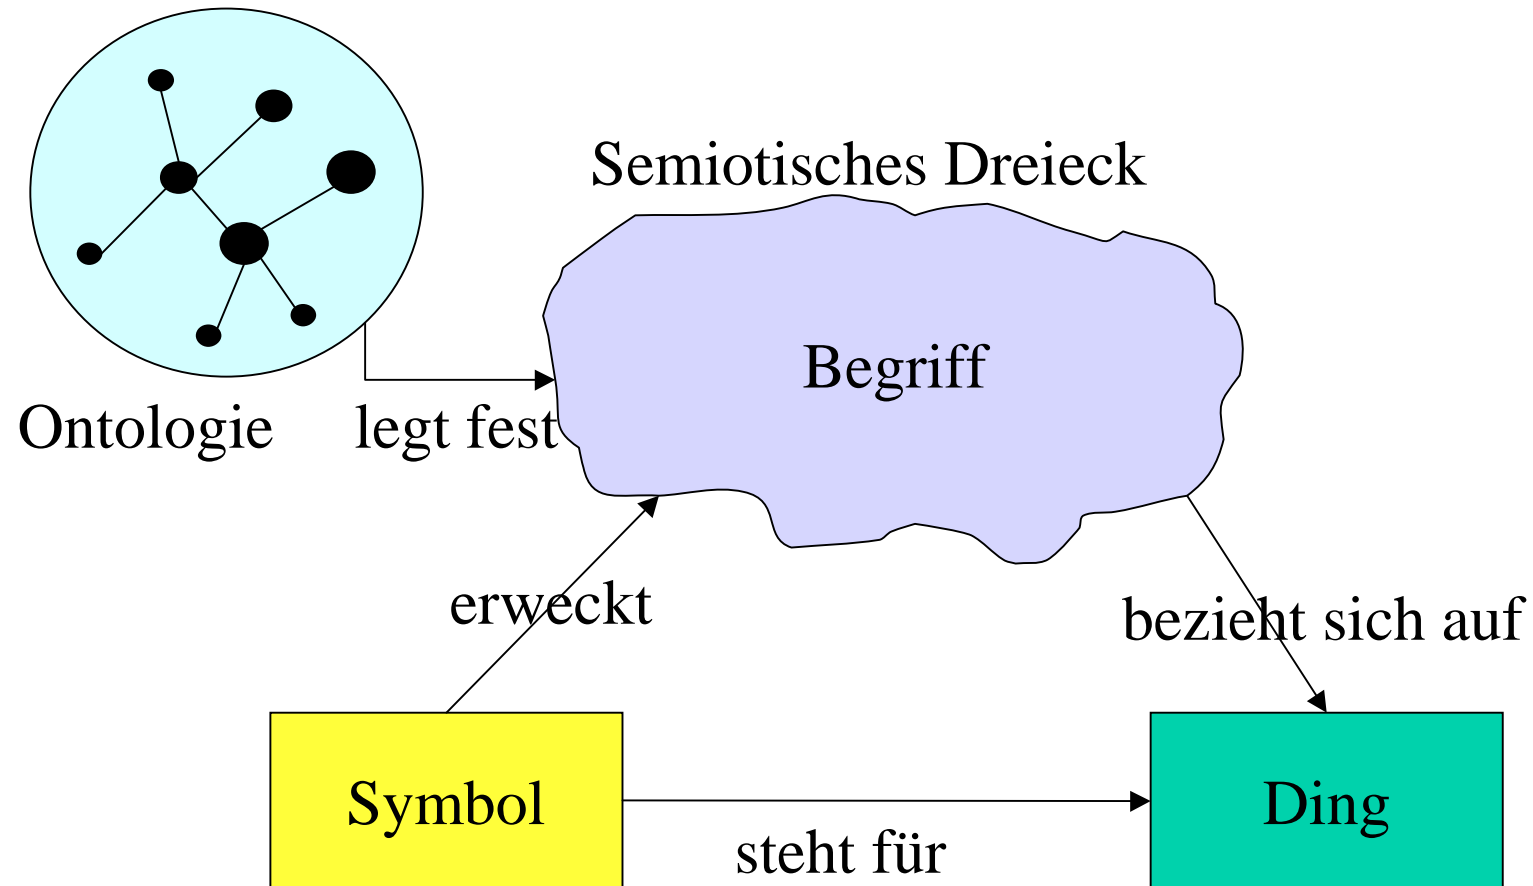 Semiotisches Dreieck
Begriff
Ontologie
legt fest
erweckt
bezieht sich auf
Symbol
Ding
steht für